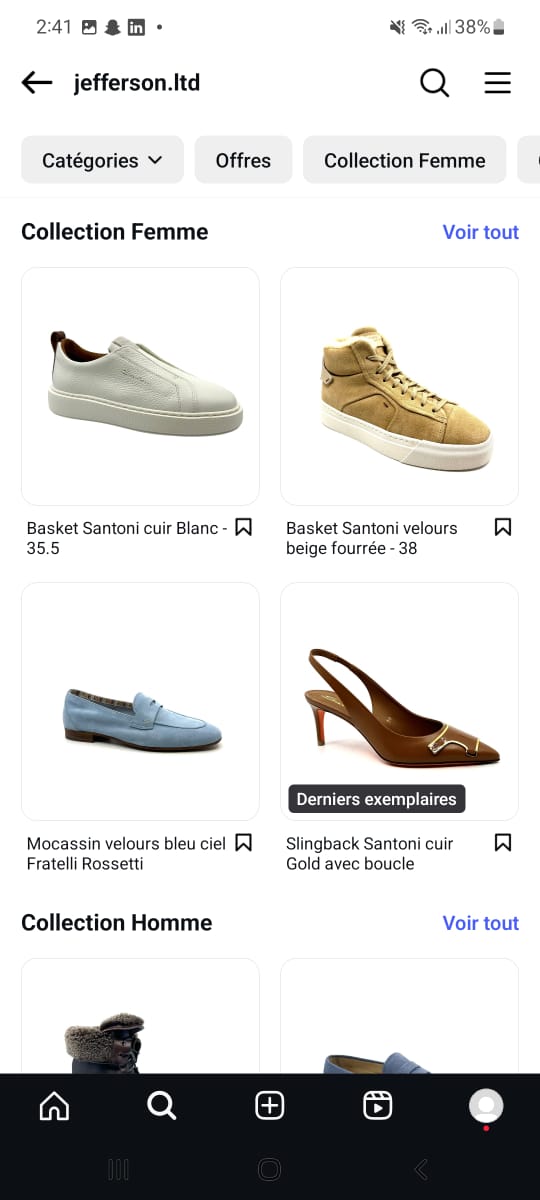 2:41
38%
jefferson.ltd
Catégories
Offres
Collection Femme
Collection Femme
Voir tout
Basket Santoni cuir Blanc -
35.5
Basket Santoni velours
beige fourrée - 38
Derniers exemplaires
Mocassin velours bleu ciel
Fratelli Rossetti
Slingback Santoni cuir
Gold avec boucle
Collection Homme
Voir tout